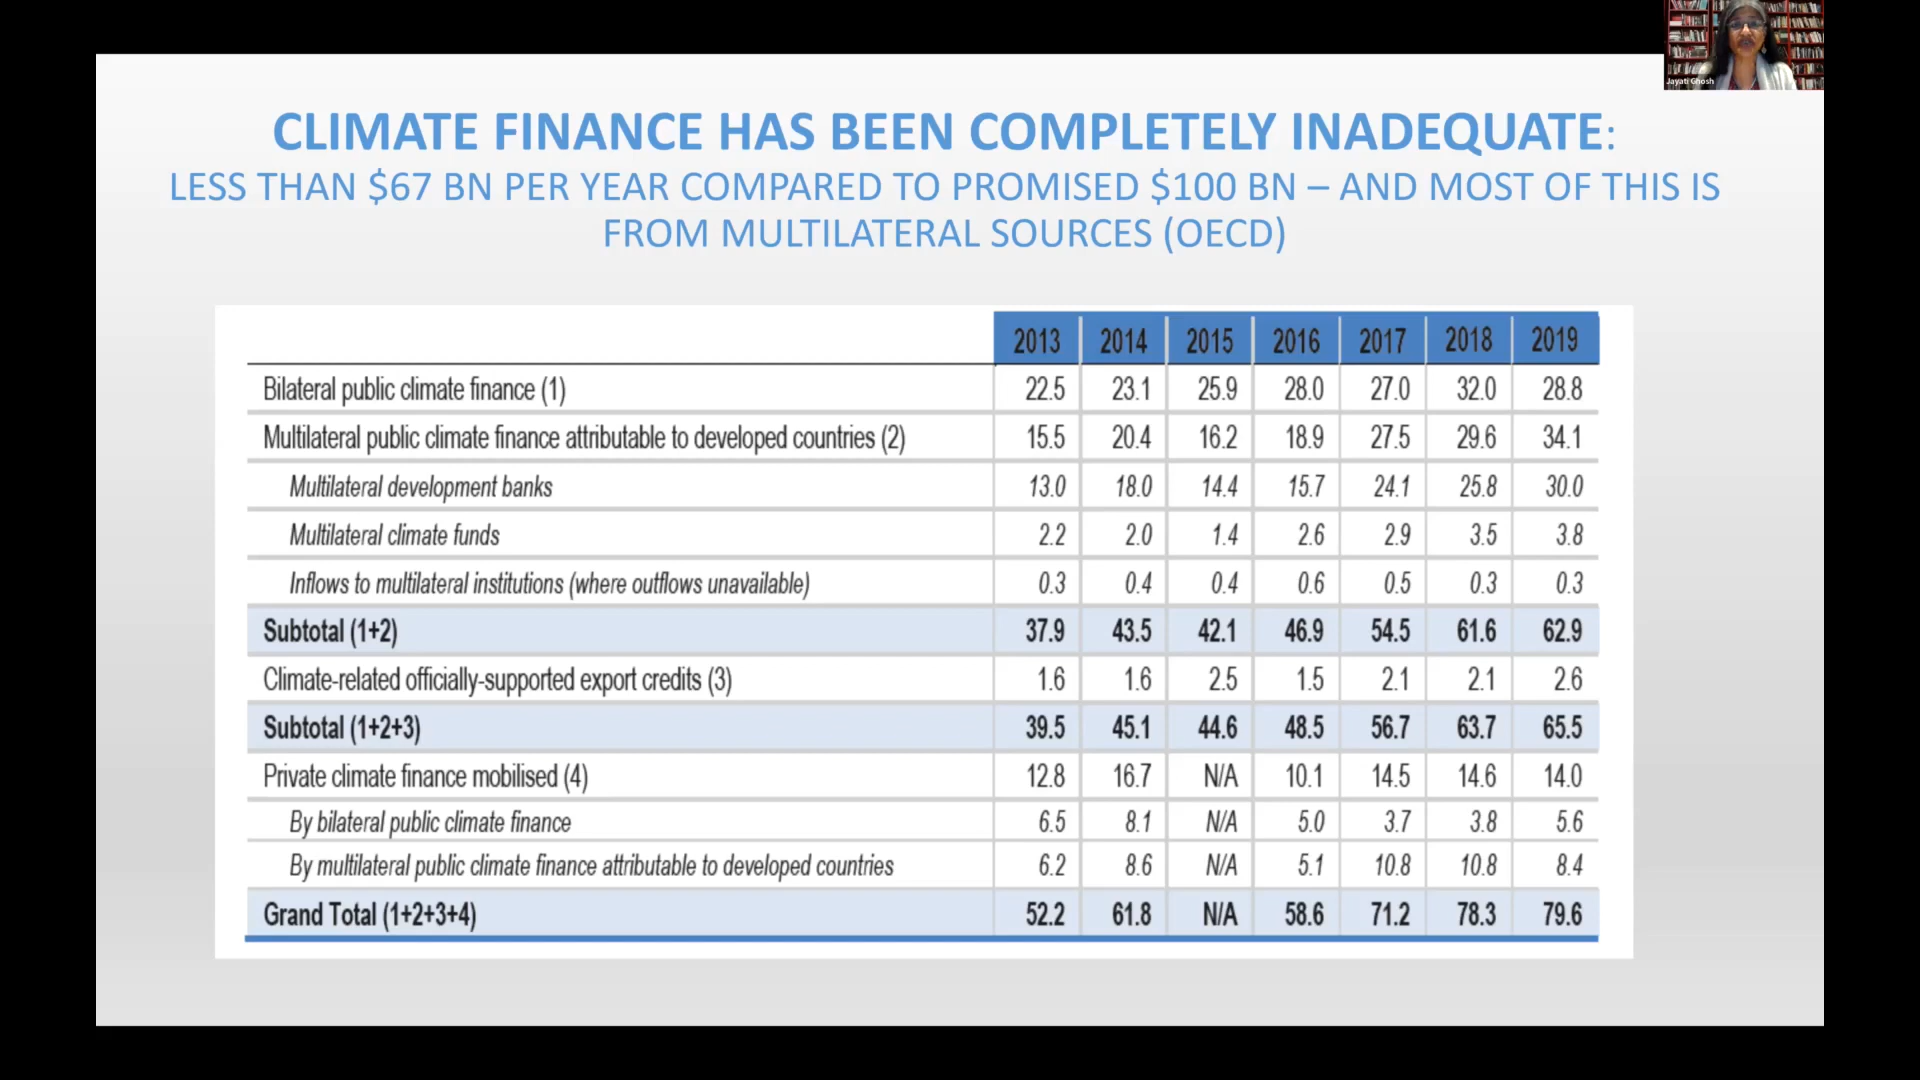 Jayati Ghosh
CLIMATE FINANCE HAS BEEN COMPLETELY INADEQUATE:
LESS THAN $67 BN PER YEAR COMPARED TO PROMISED $100 BN – AND MOST OF THIS IS
FROM MULTILATERAL SOURCES (OECD)
2013 2014 2015 2016 2017 2018 2019
Bilateral public climate finance (1) 22.5 23.1 25.9 28.0 27.0 32.0 28.8
Multilateral public climate finance attributable to developed countries (2) 15.5 20.4 16.2 18.9 27.5 29.6 34.1
Multilateral development banks 13.0 18.0 14.4 15.7 24.1 25.8 30.0
Multilateral climate funds 2.2 2.0 1.4 2.6 2.9 3.5 3.8
Inflows to multilateral institutions (where outflows unavailable) 0.3 0.4 0.4 0.6 0.5 0.3 0.3
Subtotal (1+2) 37.9 43.5 42.1 46.9 54.5 61.6 62.9
Climate-related officially-supported export credits (3) 1.6 1.6 2.5 1.5 2.1 2.1 2.6
Subtotal (1+2+3) 39.5 45.1 44.6 48.5 56.7 63.7 65.5
Private climate finance mobilised (4) 12.8 16.7 N/A 10.1 14.5 14.6 14.0
By bilateral public climate finance 6.5 8.1 N/A 5.0 3.7 3.8 5.6
By multilateral public climate finance attributable to developed countries 6.2 8.6 N/A 5.1 10.8 10.8 8.4
Grand Total (1+2+3+4) 52.2 61.8 N/A 58.6 71.2 78.3 79.6